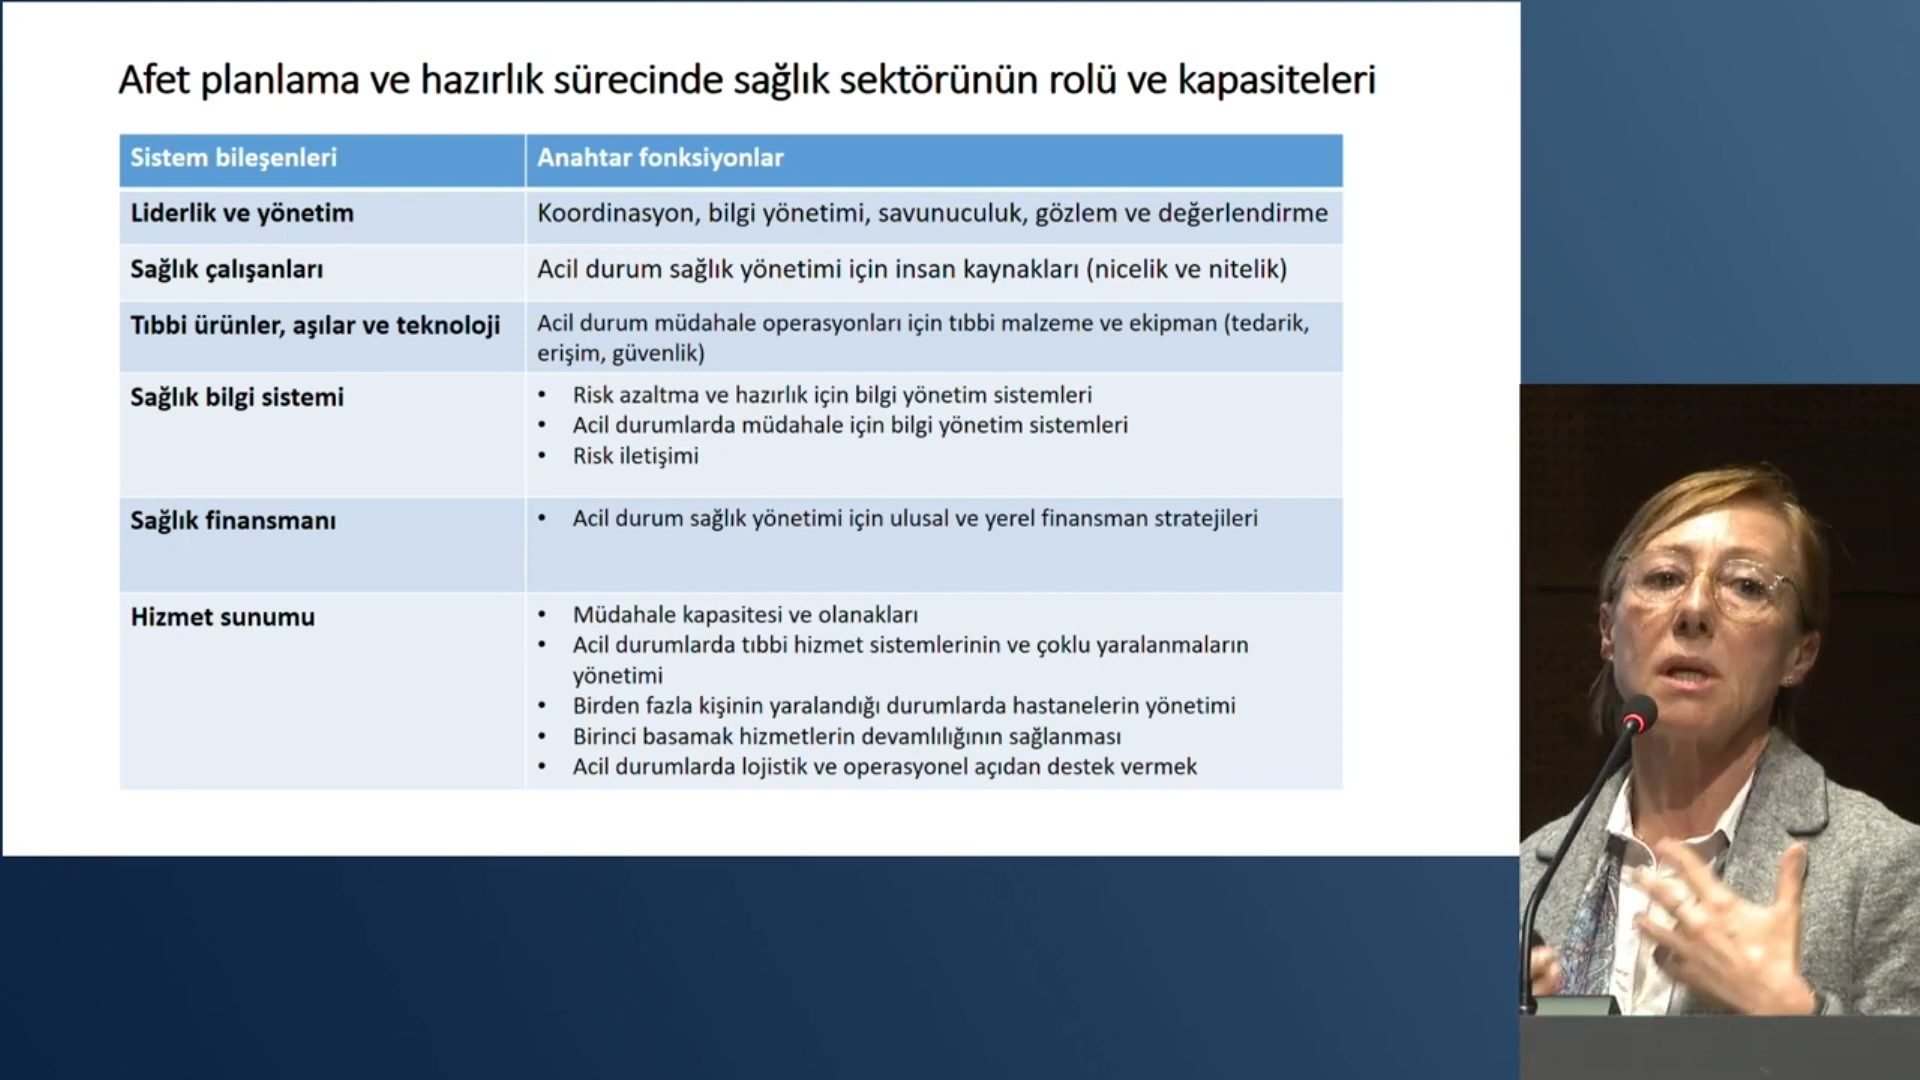 Afet planlama ve hazırlık sürecinde sağlık sektörünün rolü ve kapasiteleri
Sistem bileşenleri
Anahtar fonksiyonlar
Liderlik ve yönetim
Koordinasyon, bilgi yönetimi, savunuculuk, gözlem ve değerlendirme
Sağlık çalışanları
Acil durum sağlık yönetimi için insan kaynakları (nicelik ve nitelik)
Tıbbi ürünler, aşılar ve teknoloji
Acil durum müdahale operasyonları için tıbbi malzeme ve ekipman (tedarik,
erişim, güvenlik)
Sağlık bilgi sistemi
• Risk azaltma ve hazırlık için bilgi yönetim sistemleri
• Acil durumlarda müdahale için bilgi yönetim sistemleri
• Risk iletişimi
Sağlık finansmanı
• Acil durum sağlık yönetimi için ulusal ve yerel finansman stratejileri
Hizmet sunumu
• Müdahale kapasitesi ve olanakları
• Acil durumlarda tıbbi hizmet sistemlerinin ve çoklu yaralanmaların
yönetimi
• Birden fazla kişinin yaralandığı durumlarda hastanelerin yönetimi
• Birinci basamak hizmetlerin devamlılığının sağlanması
• Acil durumlarda lojistik ve operasyonel açıdan destek vermek